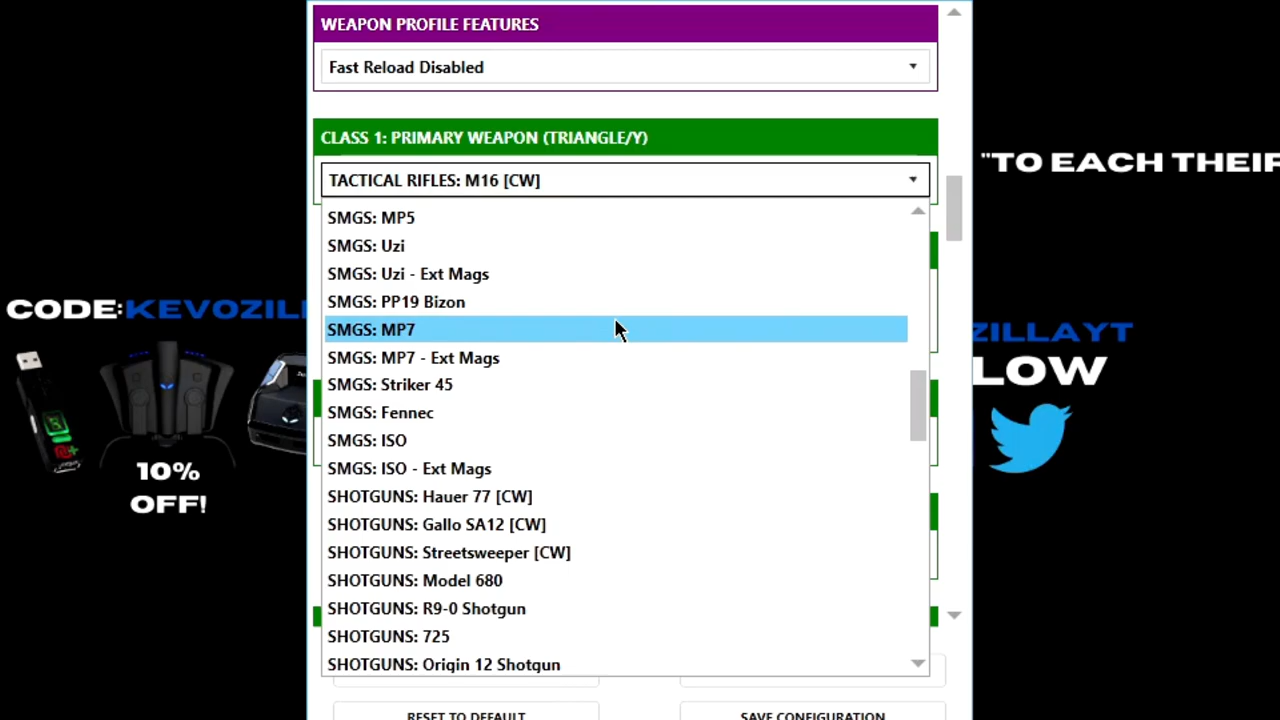 WEAPON PROFILE FEATURES
Fast Reload Disabled
CLASS 1: PRIMARY WEAPON (TRIANGLE/Y)
TACTICAL RIFLES: M16 [CW]
SMGS: MP5
SMGS: Uzi
SMGS: Uzi - Ext Mags
SMGS: PP19 Bizon
SMGS: MP7
SMGS: MP7 - Ext Mags
SMGS: Striker 45
SMGS: Fennec
SMGS: ISO
SMGS: ISO - Ext Mags
SHOTGUNS: Hauer 77 [CW]
SHOTGUNS: Gallo SA12 [CW]
SHOTGUNS: Streetsweeper [CW]
SHOTGUNS: Model 680
SHOTGUNS: R9-0 Shotgun
SHOTGUNS: 725
SHOTGUNS: Origin 12 Shotgun
RESET TO DEFAULT
SAVE CONFIGURATION
CODE:KEVOZIL
10%
OFF!
"TO EACH THEIR
ZILLAYT
LOW